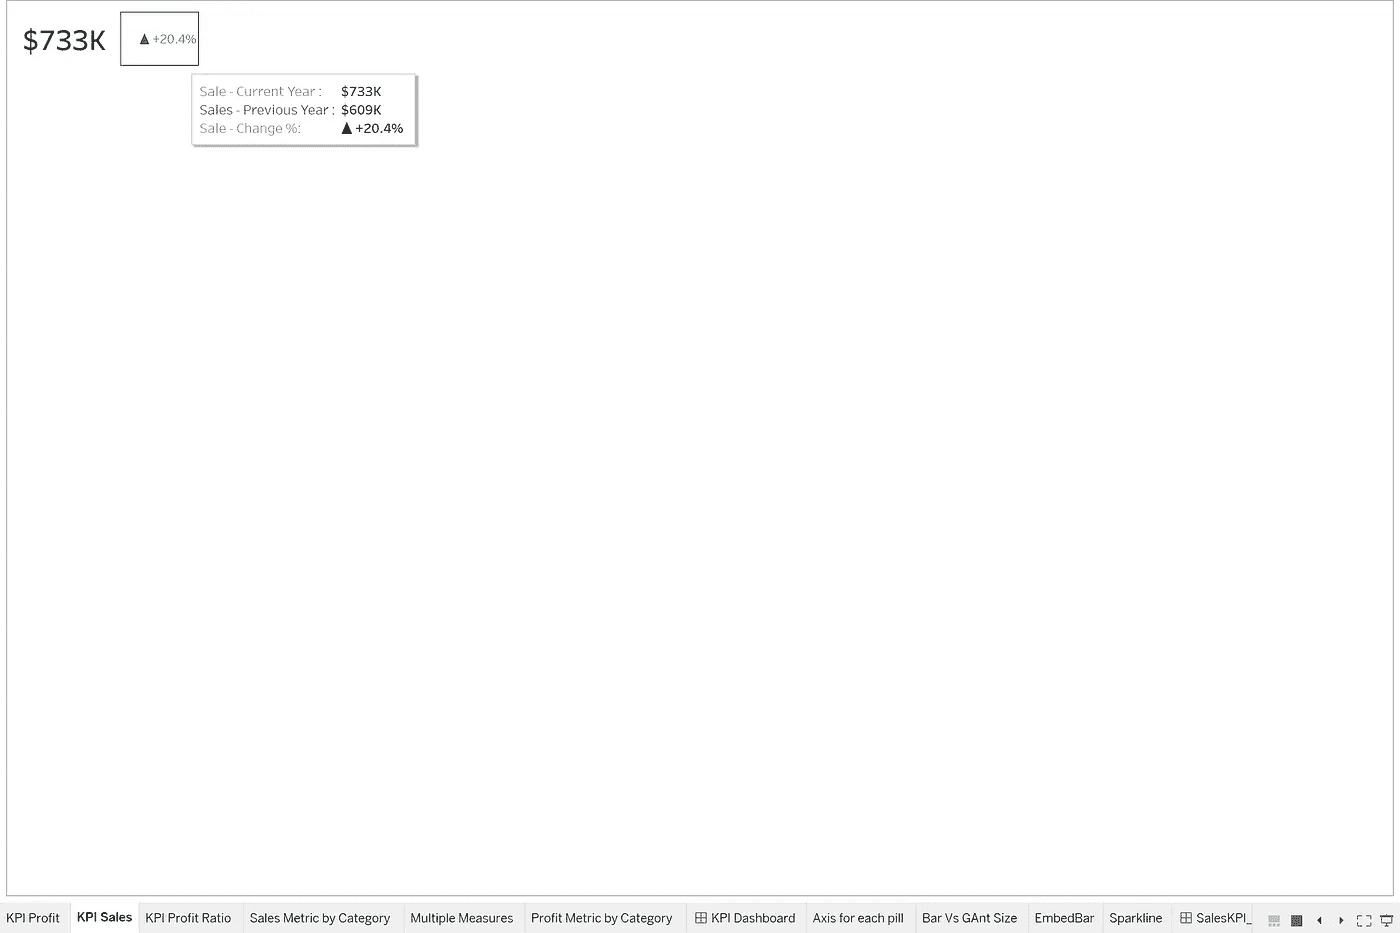 $733K ▲ +20.4%
Sale - Current Year : $733K
Sales - Previous Year : $609K
Sale - Change %: ▲ +20.4%
KPI Profit KPI Sales KPI Profit Ratio Sales Metric by Category Multiple Measures Profit Metric by Category KPI Dashboard Axis for each pill Bar Vs GAnt Size EmbedBar Sparkline SalesKPI_